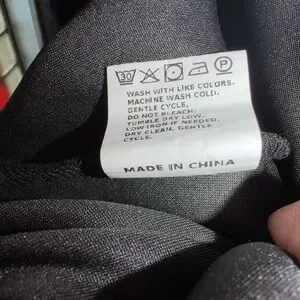 30 P
WASH WITH LIKE COLORS.
MACHINE WASH COLD.
GENTLE CYCLE.
DO NOT BLEACH.
TUMBLE DRY LOW.
LOW IRON IF NEEDED.
DRY CLEAN, GENTLE
CYCLE.
MADE IN CHINA